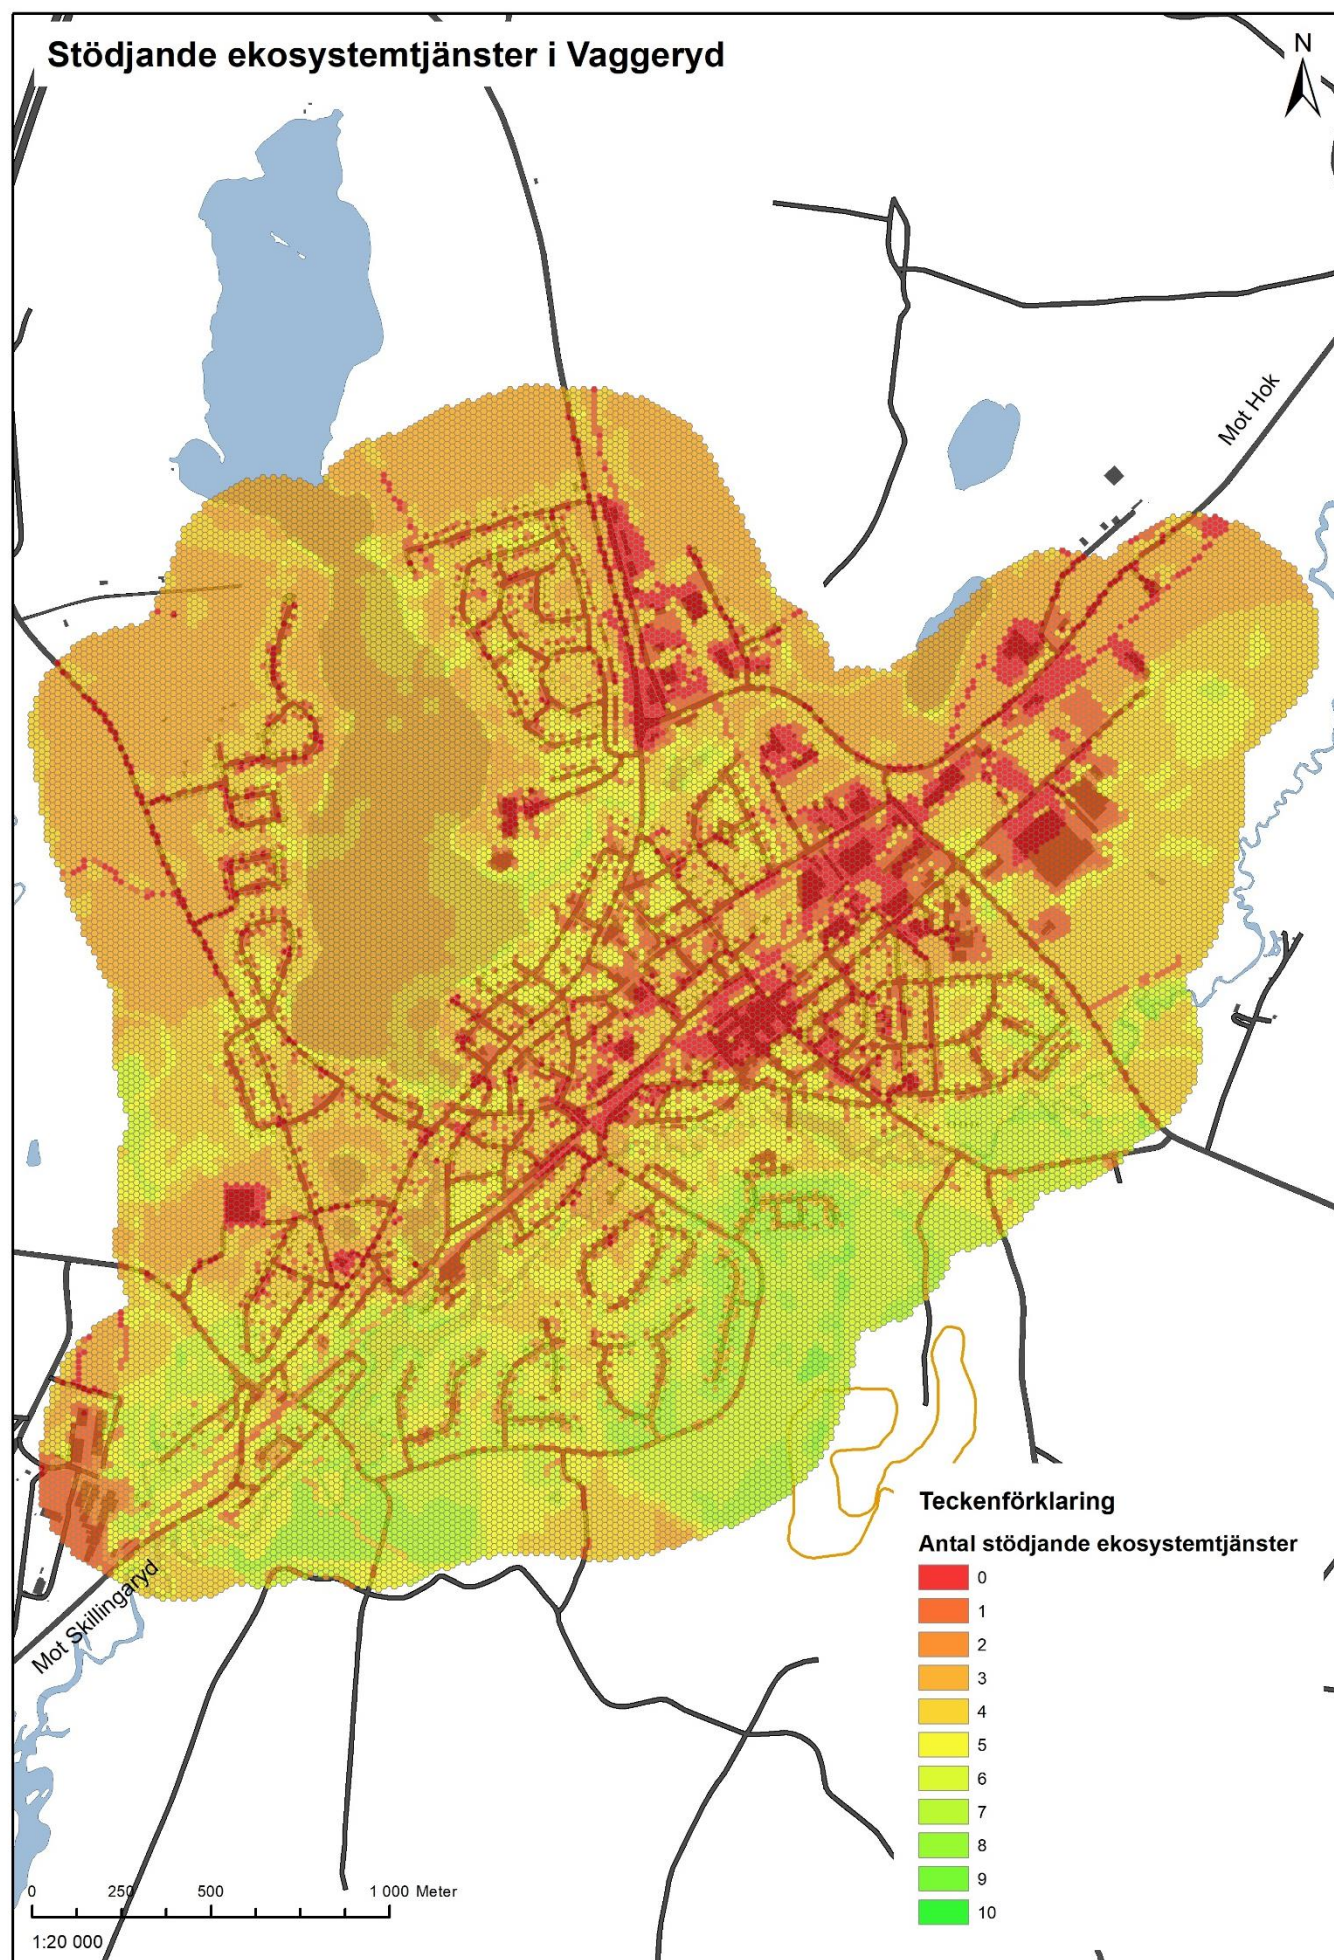 Stödjande ekosystemtjänster i Vaggeryd
N
Mot Hok
Mot Skillingaryd
Teckenförklaring
Antal stödjande ekosystemtjänster
0
1
2
3
4
5
6
7
8
9
10
0 250 500 1 000 Meter
1:20 000